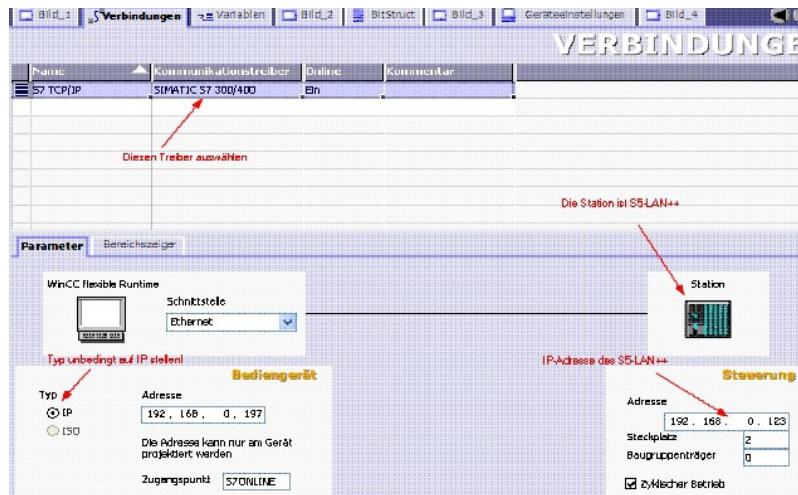 Bild_1 Verbindungen Variablen Bild_2 BitStruct Bild_3 Geräteeinstellungen Bild_4
VERBINDUNGE
Name Kommunikationstreiber Online Kommentar
S7 TCP/IP SIMATIC S7 300/400 Ein
Diezen Treiber auswählen
Die Station ist S5-LAN++
Parameter Bereichszeiger
WinCC flexible Runtime
Station
Schnittstelle
Ethernet
Typ unbedingt auf IP stellen!
IP-Adresse des S5-LAN++
Bediengerät
Steuerung
Typ
Adresse
Adresse
IP
192 . 168 . 0 . 197
192 . 168 . 0 . 123
ISO
Steckplatz 2
Die Adresse kann nur am Gerät
projektiert werden
Baugruppenträger 0
Zugangspunkt S7ONLINE
Zyklischer Betrieb